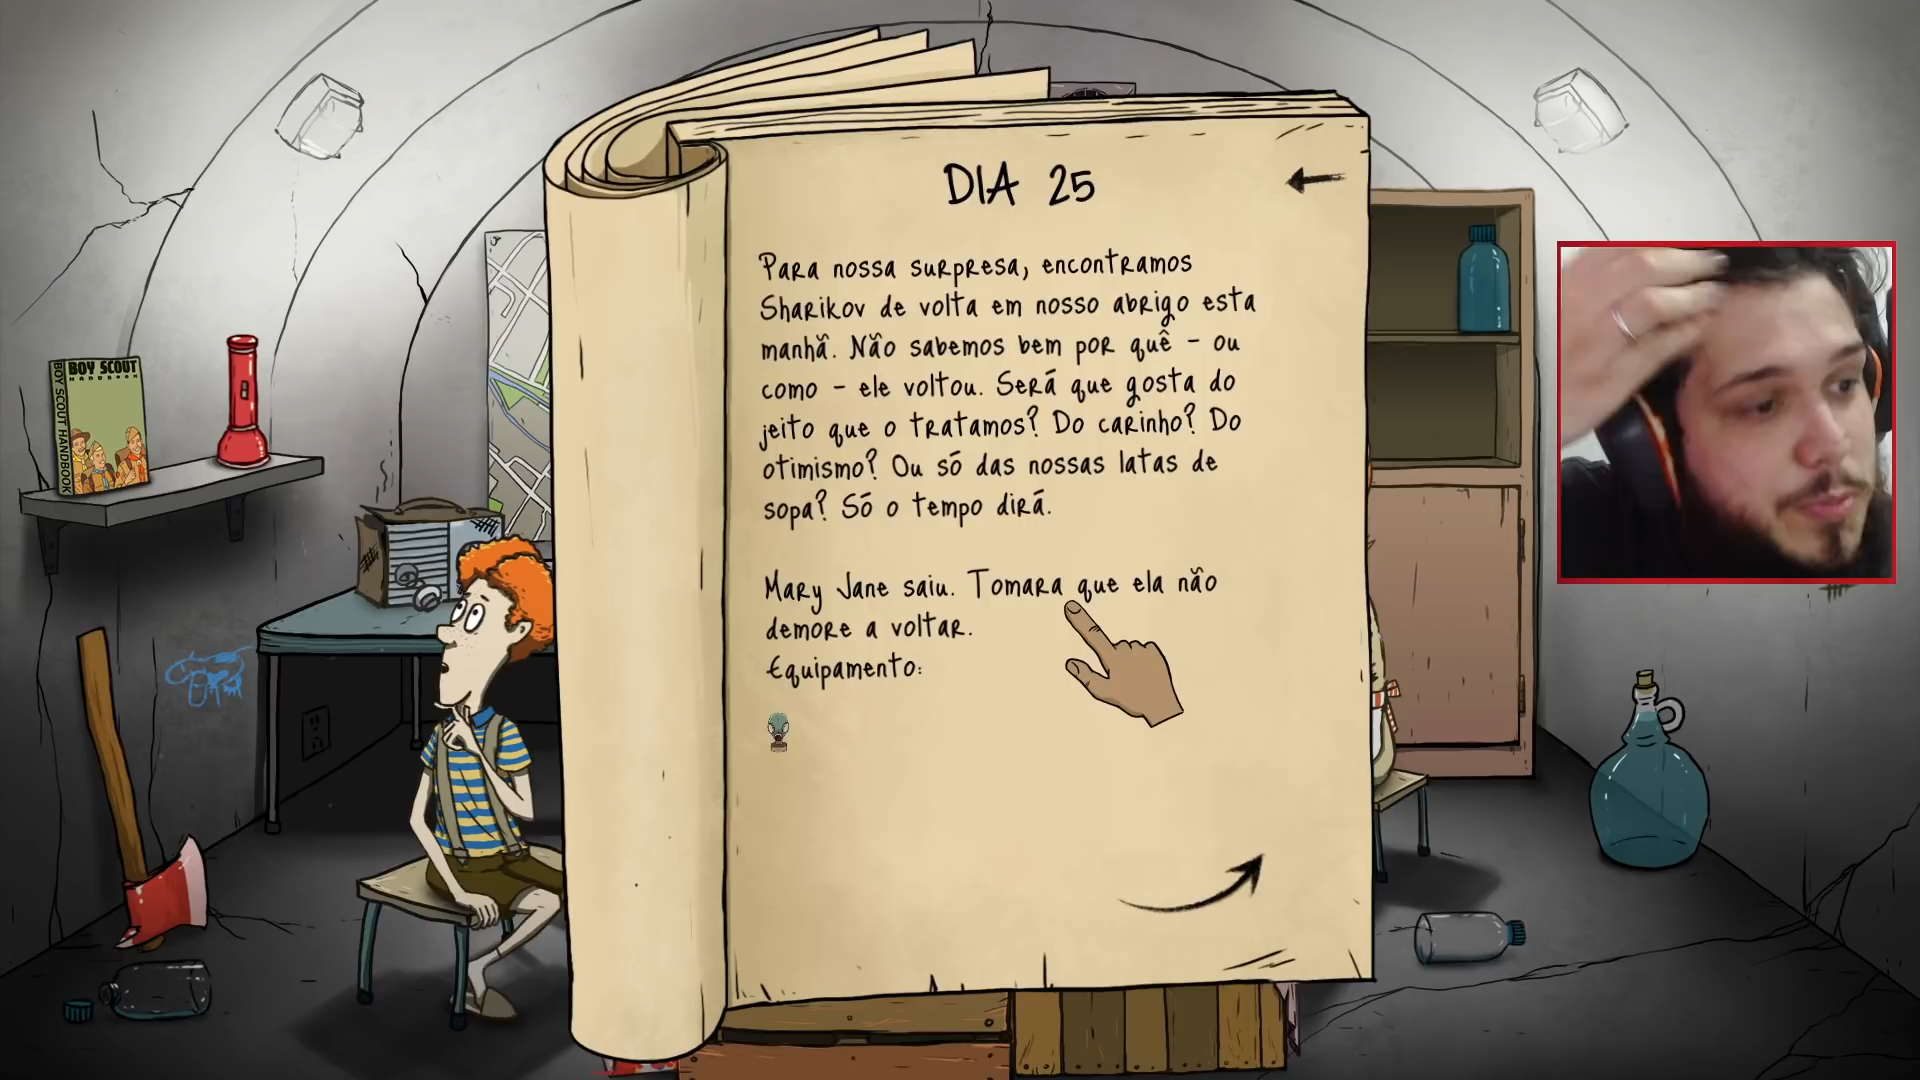 DIA 25
Para nossa surpresa, encontramos
Sharikov de volta em nosso abrigo esta
manhã. Não sabemos bem por quê - ou
como - ele voltou. Será que gosta do
jeito que o tratamos? Do carinho? Do
otimismo? Ou só das nossas latas de
sopa? Só o tempo dirá.
Mary Jane saiu. Tomara que ela não
demore a voltar.
Equipamento:
BOY SCOUT
HANDBOOK
BOY SCOUT HANDBOOK